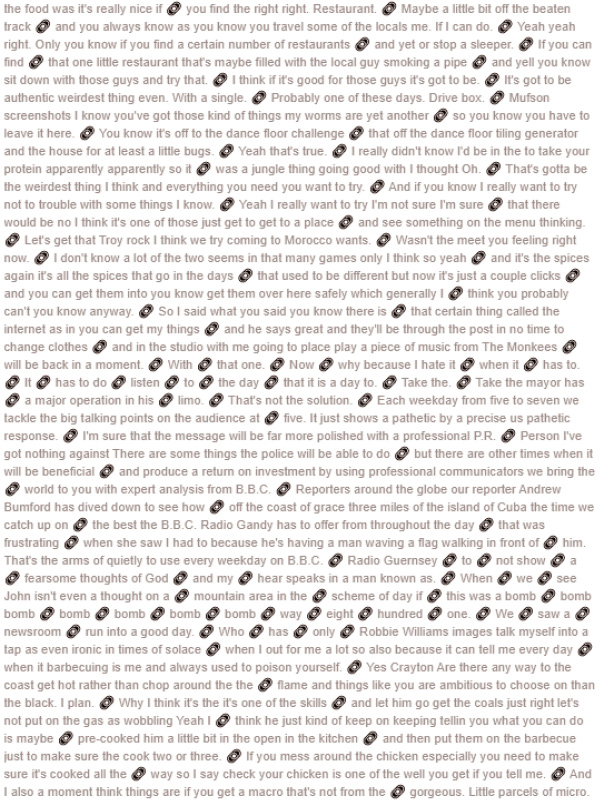 the food was it's really nice if you find the right right. Restaurant. Maybe a little bit off the beaten
track and you always know as you know you travel some of the locals me. If I can do. Yeah yeah
right. Only you know if you find a certain number of restaurants and yet or stop a sleeper. If you can
find that one little restaurant that's maybe filled with the local guy smoking a pipe and yell you know
sit down with those guys and try that. I think if it's good for those guys it's got to be. It's got to be
authentic weirdest thing even. With a single. Probably one of these days. Drive box. Mufson
screenshots I know you've got those kind of things my worms are yet another so you know you have to
leave it here. You know it's off to the dance floor challenge that off the dance floor tiling generator
and the house for at least a little bugs. Yeah that's true. I really didn't know I'd be in the to take your
protein apparently apparently so it was a jungle thing going good with I thought Oh. That's gotta be
the weirdest thing I think and everything you need you want to try. And if you know I really want to try
not to trouble with some things I know. Yeah I really want to try I'm not sure I'm sure that there
would be no I think it's one of those just get to get to a place and see something on the menu thinking.
Let's get that Troy rock I think we try coming to Morocco wants. Wasn't the meet you feeling right
now. I don't know a lot of the two seems in that many games only I think so yeah and it's the spices
again it's all the spices that go in the days that used to be different but now it's just a couple clicks
and you can get them into you know get them over here safely which generally I think you probably
can't you know anyway. So I said what you said you know there is that certain thing called the
internet as in you can get my things and he says great and they'll be through the post in no time to
change clothes and in the studio with me going to place play a piece of music from The Monkees
will be back in a moment. With that one. Now why because I hate it when it has to.
It has to do listen to the day that it is a day to. Take the. Take the mayor has
a major operation in his limo. That's not the solution. Each weekday from five to seven we
tackle the big talking points on the audience at five. It just shows a pathetic by a precise us pathetic
response. I'm sure that the message will be far more polished with a professional P.R. Person I've
got nothing against There are some things the police will be able to do but there are other times when it
will be beneficial and produce a return on investment by using professional communicators we bring the
world to you with expert analysis from B.B.C. Reporters around the globe our reporter Andrew
Bumford has dived down to see how off the coast of grace three miles of the island of Cuba the time we
catch up on the best the B.B.C. Radio Gandy has to offer from throughout the day that was
frustrating when she saw I had to because he's having a man waving a flag walking in front of him.
That's the arms of quietly to use every weekday on B.B.C. Radio Guernsey to not show a
fearsome thoughts of God and my hear speaks in a man known as. When we see
John isn't even a thought on a mountain area in the scheme of day if this was a bomb bomb
bomb bomb bomb bomb bomb way eight hundred one. We saw a
newsroom run into a good day. Who has only Robbie Williams images talk myself into a
tap as even ironic in times of solace when I out for me a lot so also because it can tell me every day
when it barbecuing is me and always used to poison yourself. Yes Crayton Are there any way to the
coast get hot rather than chop around the the flame and things like you are ambitious to choose on than
the black. I plan. Why I think it's the it's one of the skills and let him go get the coals just right let's
not put on the gas as wobbling Yeah I think he just kind of keep on keeping tellin you what you can do
is maybe pre-cooked him a little bit in the open in the kitchen and then put them on the barbecue
just to make sure the cook two or three. If you mess around the chicken especially you need to make
sure it's cooked all the way so I say check your chicken is one of the well you get if you tell me. And
I also a moment think things are if you get a macro that's not from the gorgeous. Little parcels of micro.